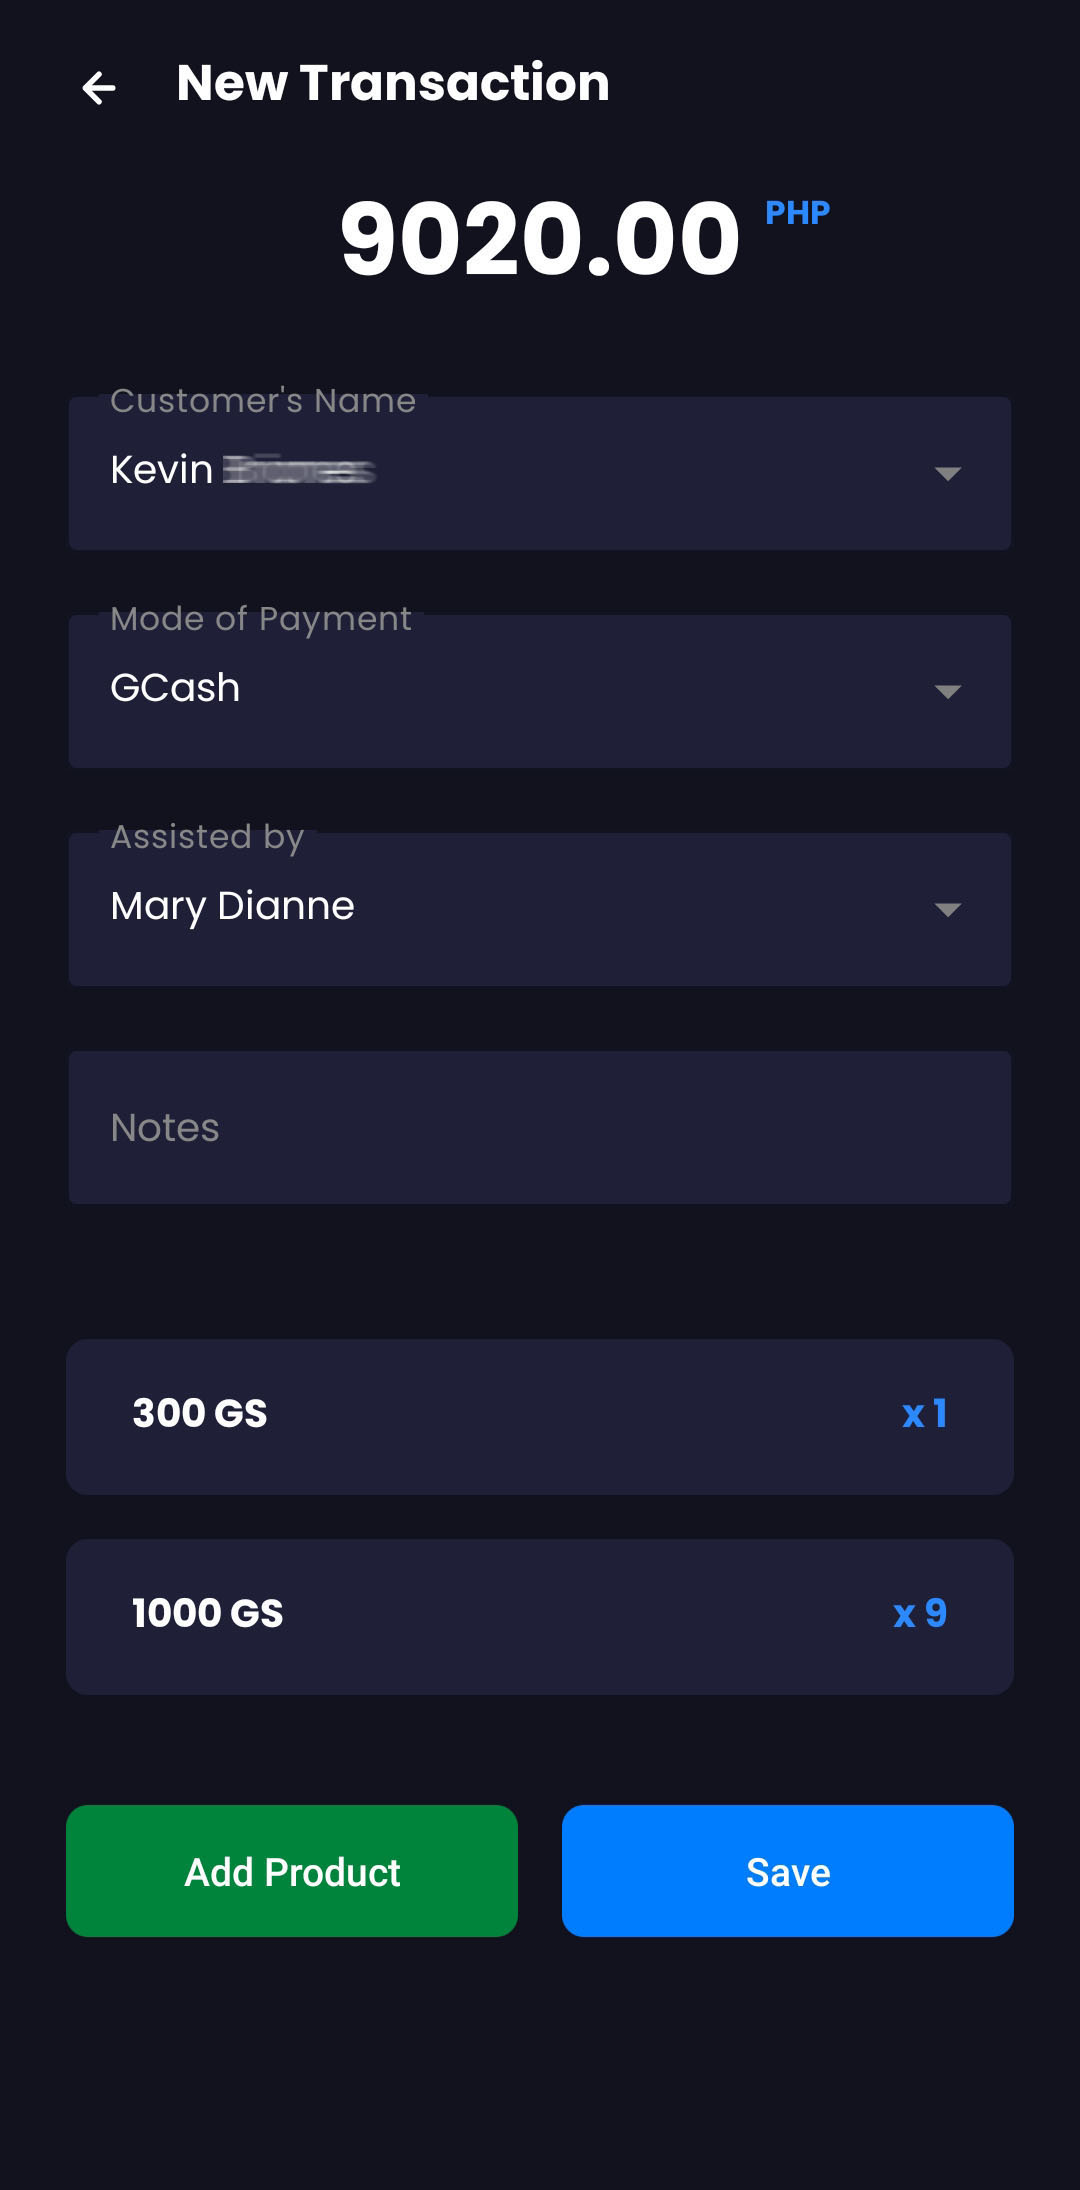 New Transaction
9020.00 PHP
Customer's Name
Kevin
Mode of Payment
GCash
Assisted by
Mary Dianne
Notes
300 GS x 1
1000 GS x 9
Add Product Save